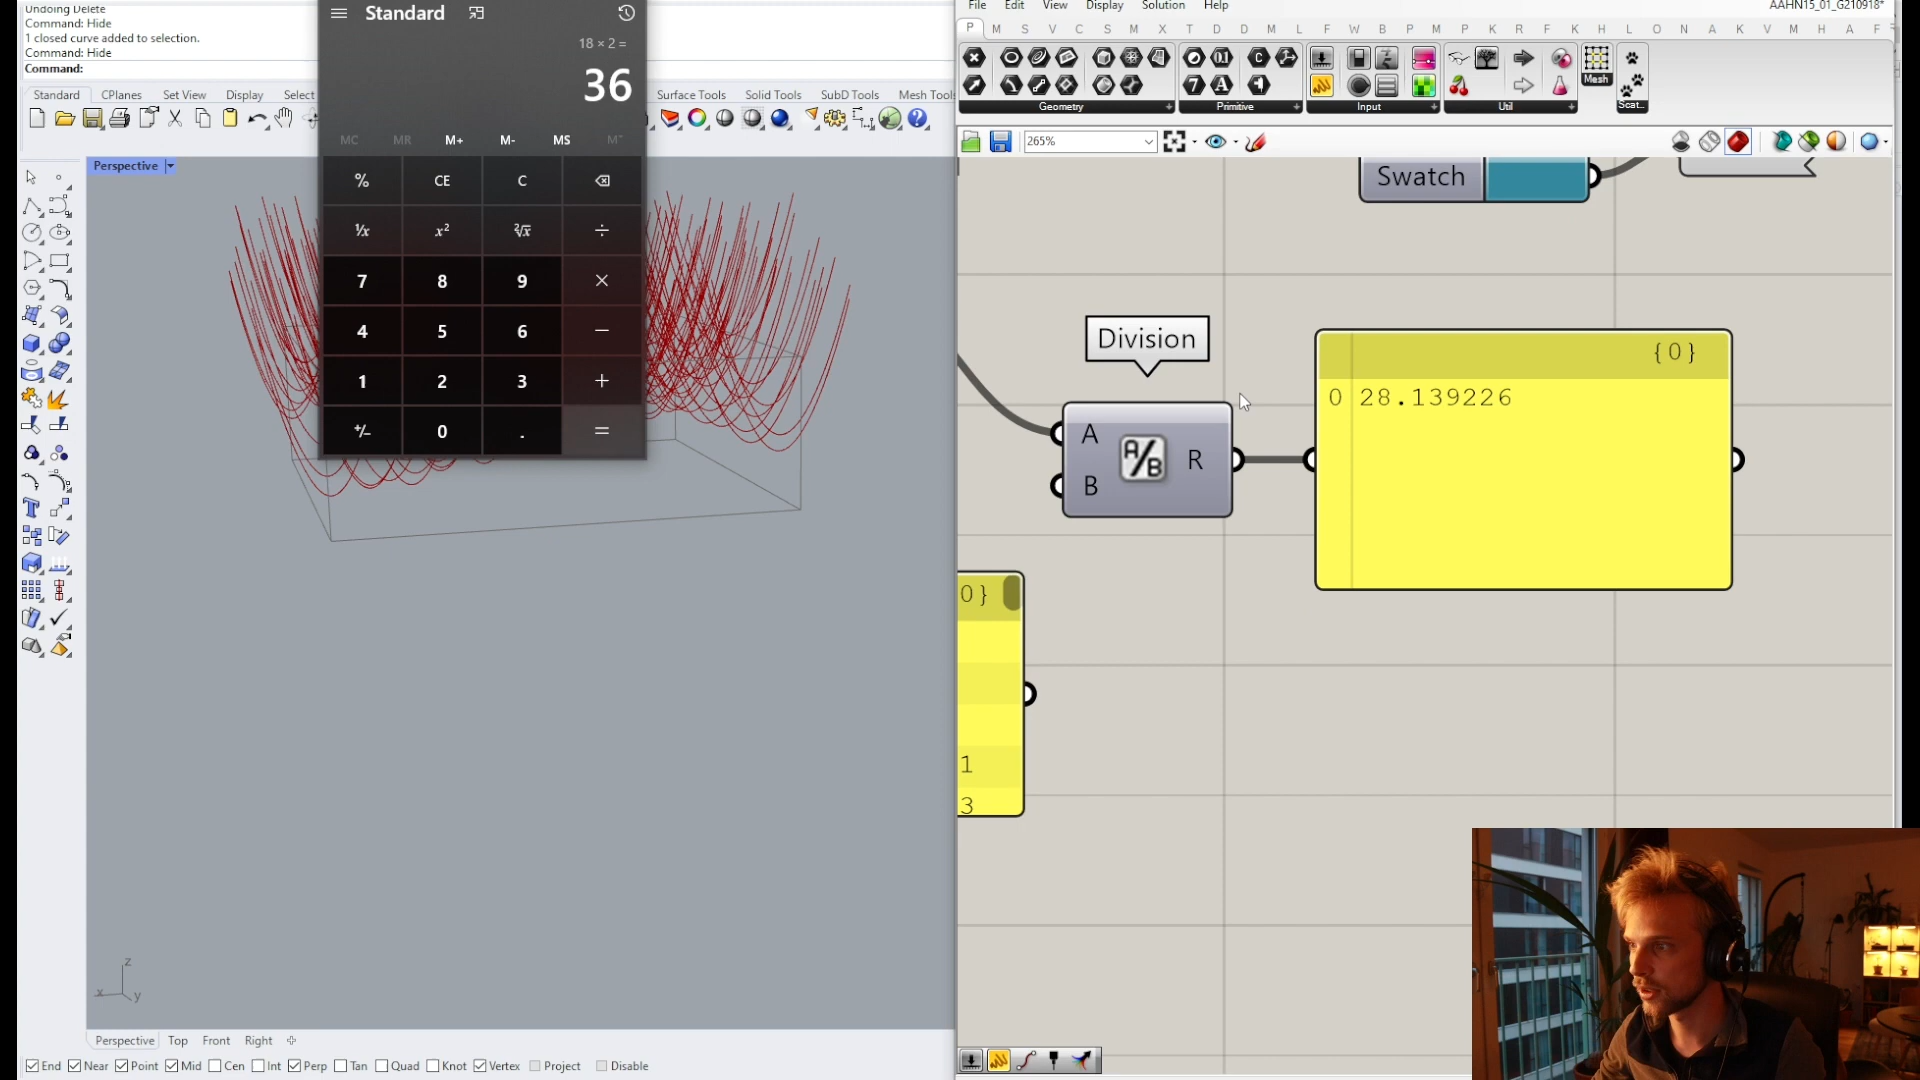 Undoing Delete
Command: Hide
1 closed curve added to selection.
Command: Hide
Command:
Standard
CPlanes
Set View
Display
Select
Surface Tools
Solid Tools
SubD Tools
Mesh Tools
Perspective
Standard
18 × 2 =
36
MC
MR
M+
M-
MS
%
CE
C
7
8
9
×
4
5
6
−
1
2
3
+
+/−
0
.
=
z
x
y
Perspective
Top
Front
Right
End
Near
Point
Mid
Cen
Int
Perp
Tan
Quad
Knot
Vertex
Project
Disable
File
Edit
View
Display
Solution
Help
AAHN15_01_G210918*
P M S V C S M X T D D M L F W B P M P K R F K H L O N A K V M H A F
Geometry
Primitive
Input
Util
Mesh
Scat..
265%
Swatch
Division
A
B
A/B
R
{0}
0 28.139226
0}
1
3